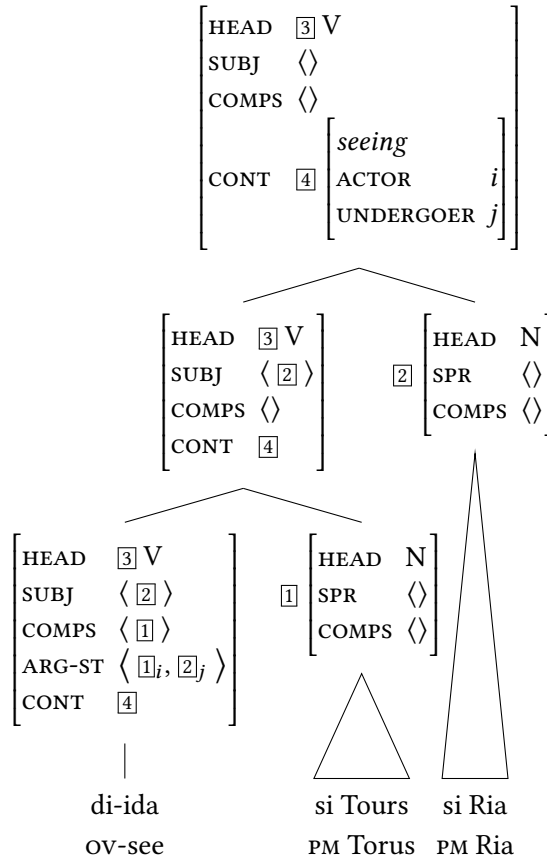 HEAD 3 V
SUBJ ⟨⟩
COMPS ⟨⟩
seeing
CONT 4 ACTOR i
UNDERGOER j
HEAD 3 V
SUBJ ⟨ 2 ⟩
COMPS ⟨⟩
CONT 4
2 HEAD N
SPR ⟨⟩
COMPS ⟨⟩
HEAD 3 V
SUBJ ⟨ 2 ⟩
COMPS ⟨ 1 ⟩
ARG-ST ⟨ 1 i, 2 j ⟩
CONT 4
1 HEAD N
SPR ⟨⟩
COMPS ⟨⟩
di-ida si Tours si Ria
OV-see PM Torus PM Ria